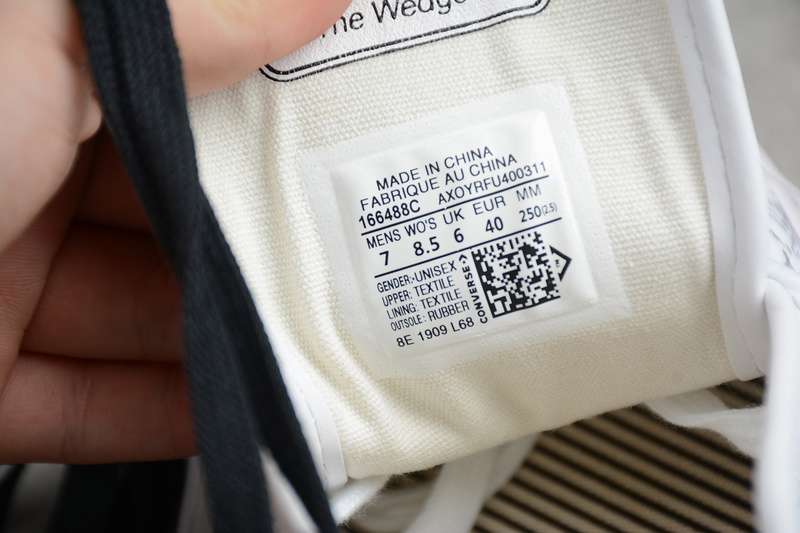 The Wedge
MADE IN CHINA
FABRIQUE AU CHINA
166488C AXOYRFU400311
MENS WO'S UK EUR MM
7 8.5 6 40 250(2.5)
GENDER:-UNISEX
UPPER: TEXTILE
LINING: TEXTILE
OUTSOLE: RUBBER
8E 1909 L68
CONVERSE